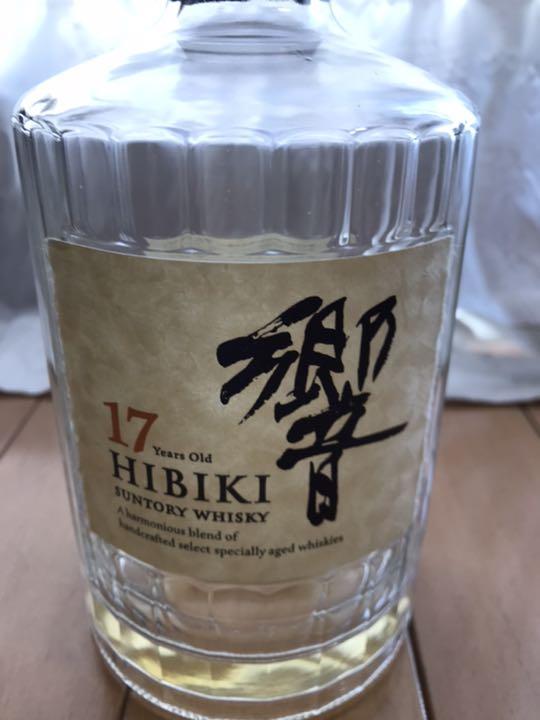 響
17 Years Old
HIBIKI
SUNTORY WHISKY
A harmonious blend of
handcrafted select specially aged whiskies